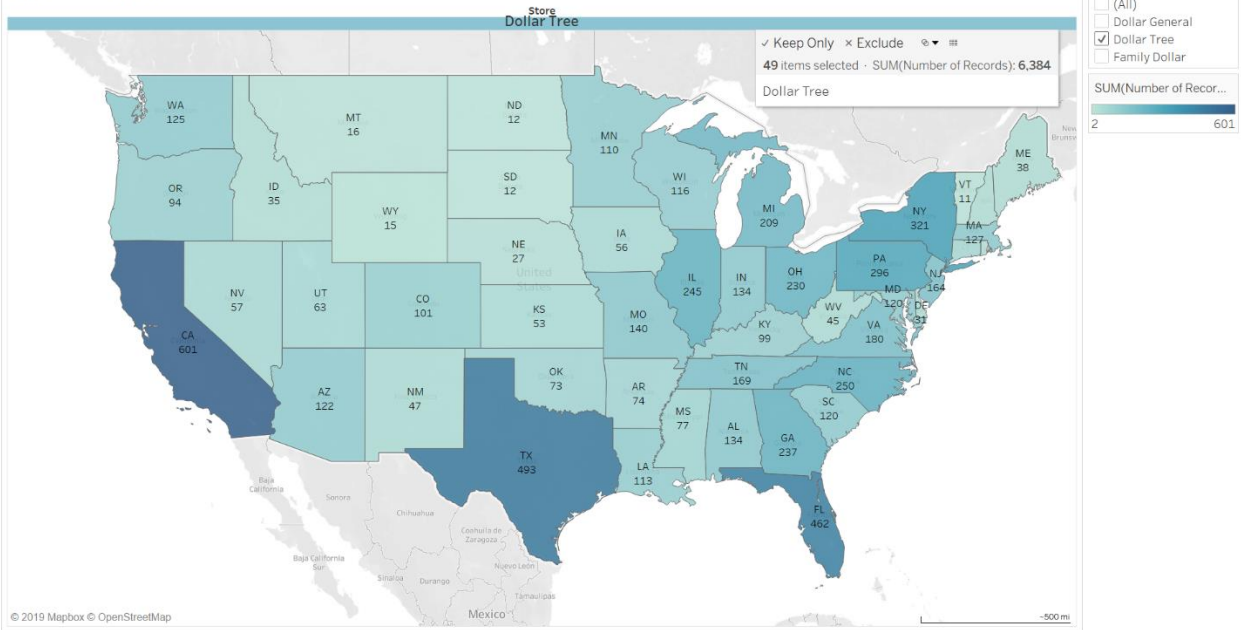 Store
Dollar Tree
(All)
Dollar General
Dollar Tree
Family Dollar
Keep Only × Exclude
49 items selected · SUM(Number of Records): 6,384
Dollar Tree
SUM(Number of Recor...
2 601
WA
125
MT
16
ND
12
MN
110
ME
38
OR
94
ID
35
SD
12
WI
116
VT
11
WY
15
MI
209
NY
321
MA
127
IA
56
NE
27
United
States
PA
296
NJ
164
IL
245
IN
134
OH
230
MD
120
DE
31
NV
57
UT
63
CO
101
KS
53
MO
140
WV
45
VA
180
KY
99
CA
601
TN
169
NC
250
AZ
122
NM
47
OK
73
AR
74
SC
120
MS
77
AL
134
GA
237
TX
493
LA
113
FL
462
Baja
California
Sonora
Chihuahua
Coahuila de
Zaragoza
Baja California
Sur
Sinaloa
Durango
Nuevo León
Tamaulipas
Mexico
New
Brunswi
© 2019 Mapbox © OpenStreetMap
~500 mi